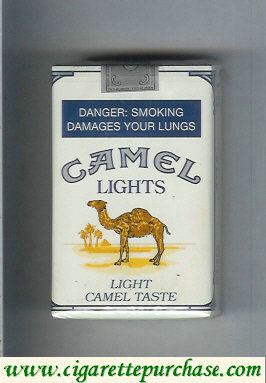 DANGER: SMOKING
DAMAGES YOUR LUNGS
CAMEL
LIGHTS
LIGHT
CAMEL TASTE
www.cigarettepurchase.com